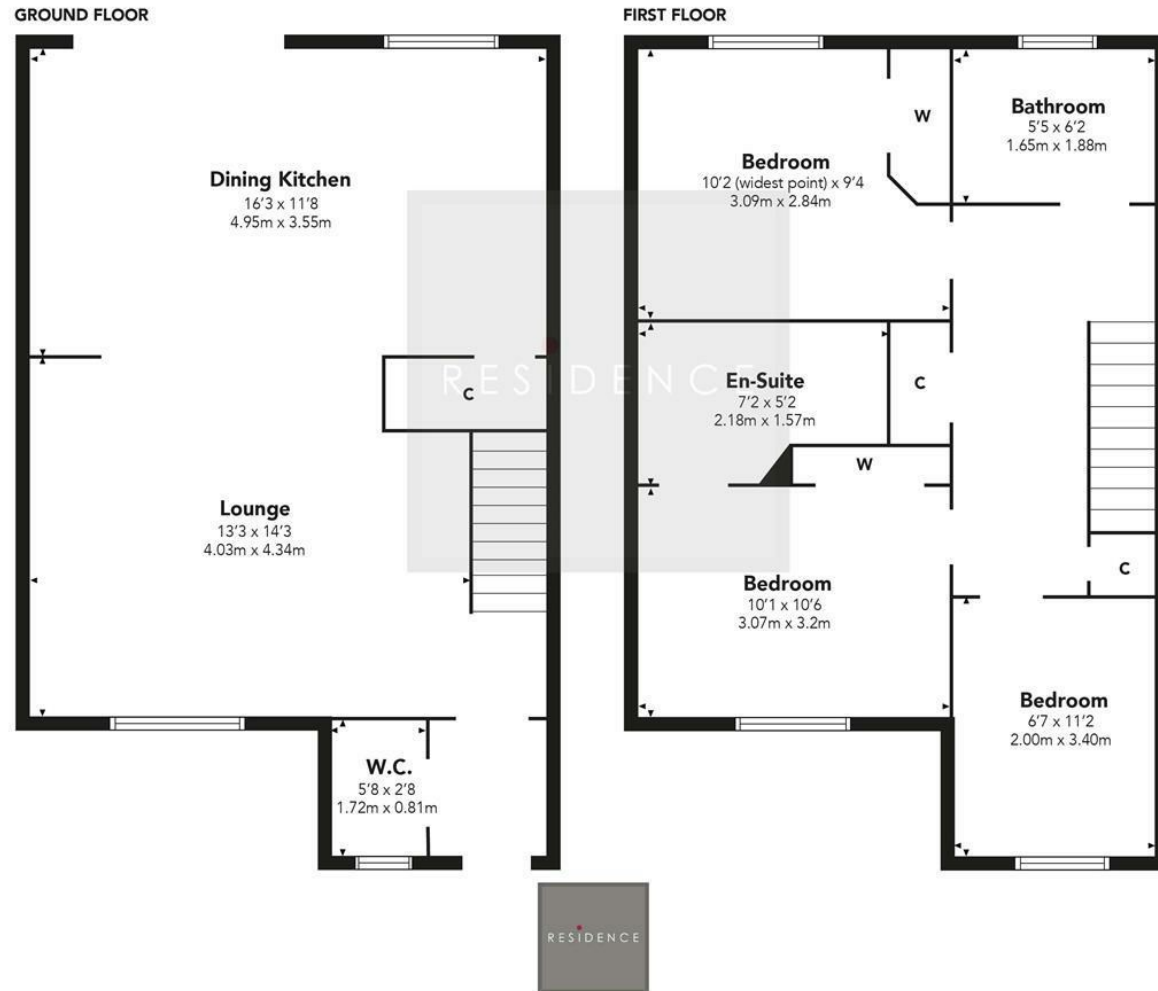 GROUND FLOOR
Dining Kitchen
16'3 x 11'8
4.95m x 3.55m
C
Lounge
13'3 x 14'3
4.03m x 4.34m
W.C.
5'8 x 2'8
1.72m x 0.81m
FIRST FLOOR
Bedroom
10'2 (widest point) x 9'4
3.09m x 2.84m
W
Bathroom
5'5 x 6'2
1.65m x 1.88m
En-Suite
7'2 x 5'2
2.18m x 1.57m
C
W
Bedroom
10'1 x 10'6
3.07m x 3.2m
C
Bedroom
6'7 x 11'2
2.00m x 3.40m
RESIDENCE
RESIDENCE